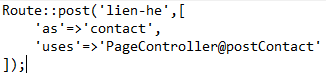 Route::post('lien-he',[
    'as'=>'contact',
    'uses'=>'PageController@postContact'
]);